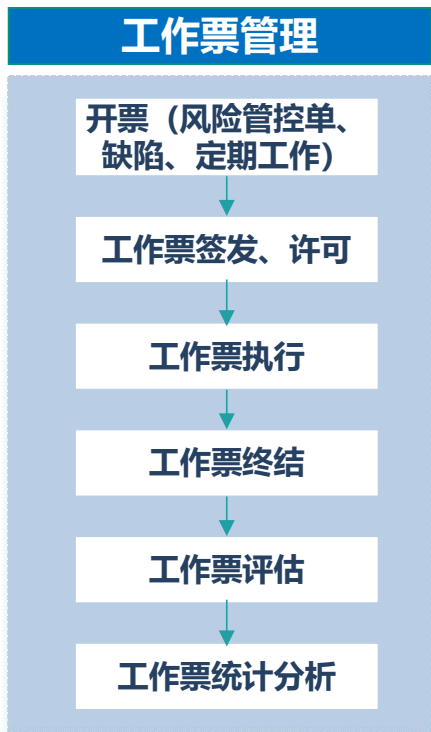 工作票管理
开票（风险管控单、
缺陷、定期工作）
工作票签发、许可
工作票执行
工作票终结
工作票评估
工作票统计分析